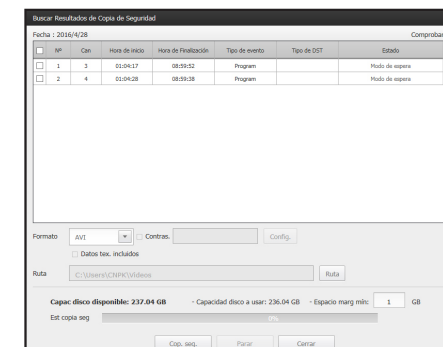 Buscar Resultados de Copia de Seguridad
Fecha : 2016/4/28 Comprobar
Nº Can Hora de Inicio Hora de Finalización Tipo de evento Tipo de DST Estado
1 3 01:04:17 08:59:52 Program Modo de espera
2 4 01:04:28 08:59:38 Program Modo de espera
Formato AVI Contras. Config.
Datos tex. incluidos
Ruta C:\Users\CNPK\Videos Ruta
Capac disco disponible: 237.04 GB - Capacidad disco a usar: 236.04 GB - Espacio marg mín: 1 GB
Est copia seg 0%
Cop. seg. Parar Cerrar